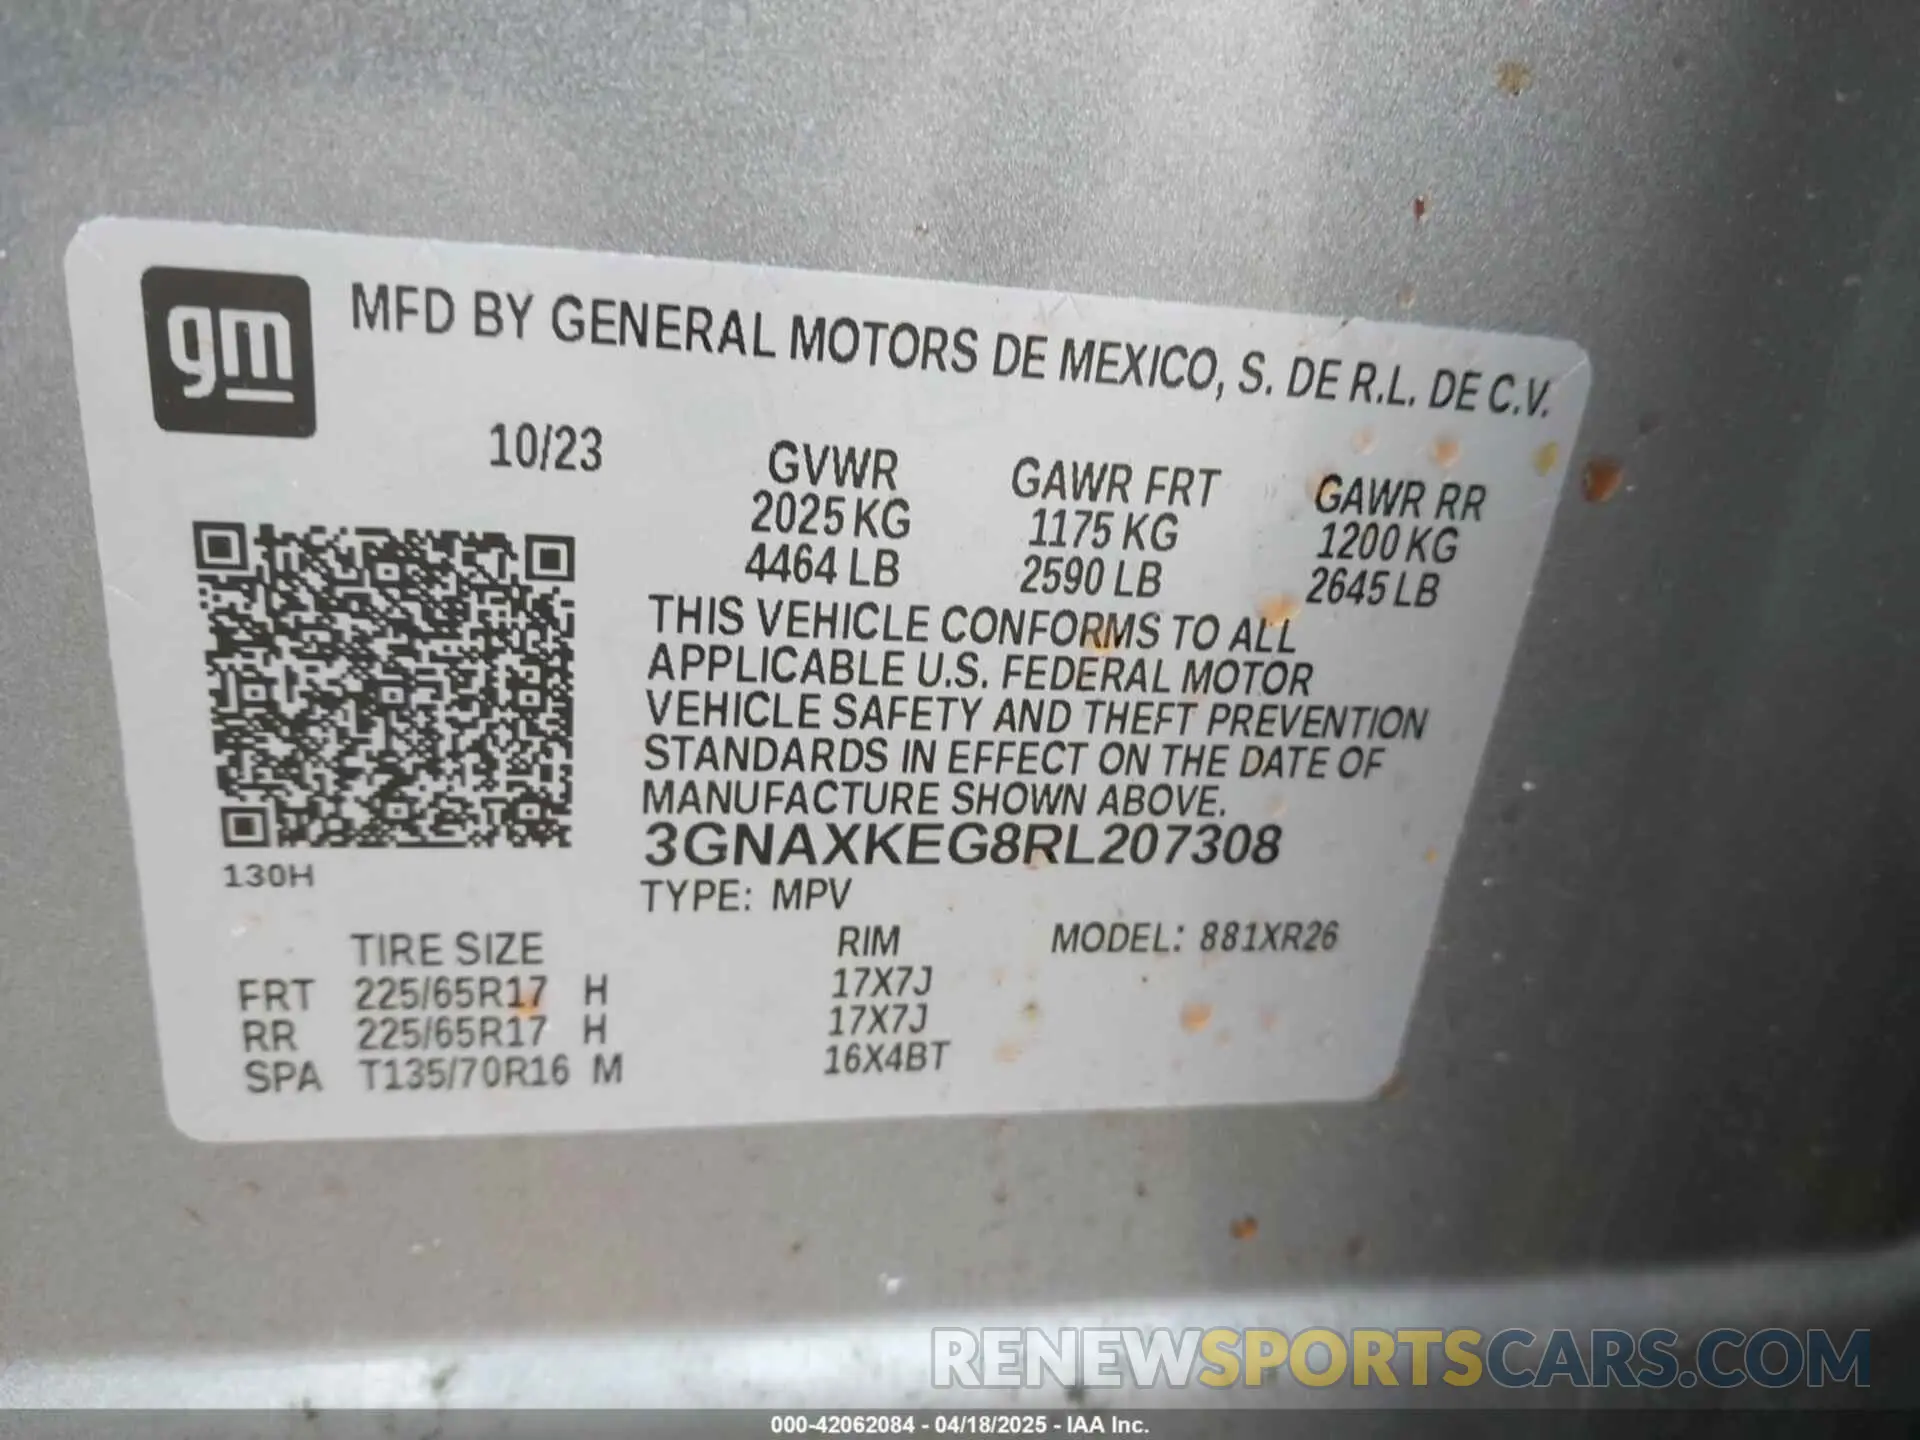 gm
MFD BY GENERAL MOTORS DE MEXICO, S. DE R.L. DE C.V.
10/23
GVWR GAWR FRT GAWR RR
2025 KG 1175 KG 1200 KG
4464 LB 2590 LB 2645 LB
THIS VEHICLE CONFORMS TO ALL
APPLICABLE U.S. FEDERAL MOTOR
VEHICLE SAFETY AND THEFT PREVENTION
STANDARDS IN EFFECT ON THE DATE OF
MANUFACTURE SHOWN ABOVE.
3GNAXKEG8RL207308
130H
TYPE: MPV
TIRE SIZE RIM MODEL: 881XR26
FRT 225/65R17 H 17X7J
RR 225/65R17 H 17X7J
SPA T135/70R16 M 16X4BT
RENEWSPORTSCARS.COM
000-42062084 - 04/18/2025 - IAA Inc.